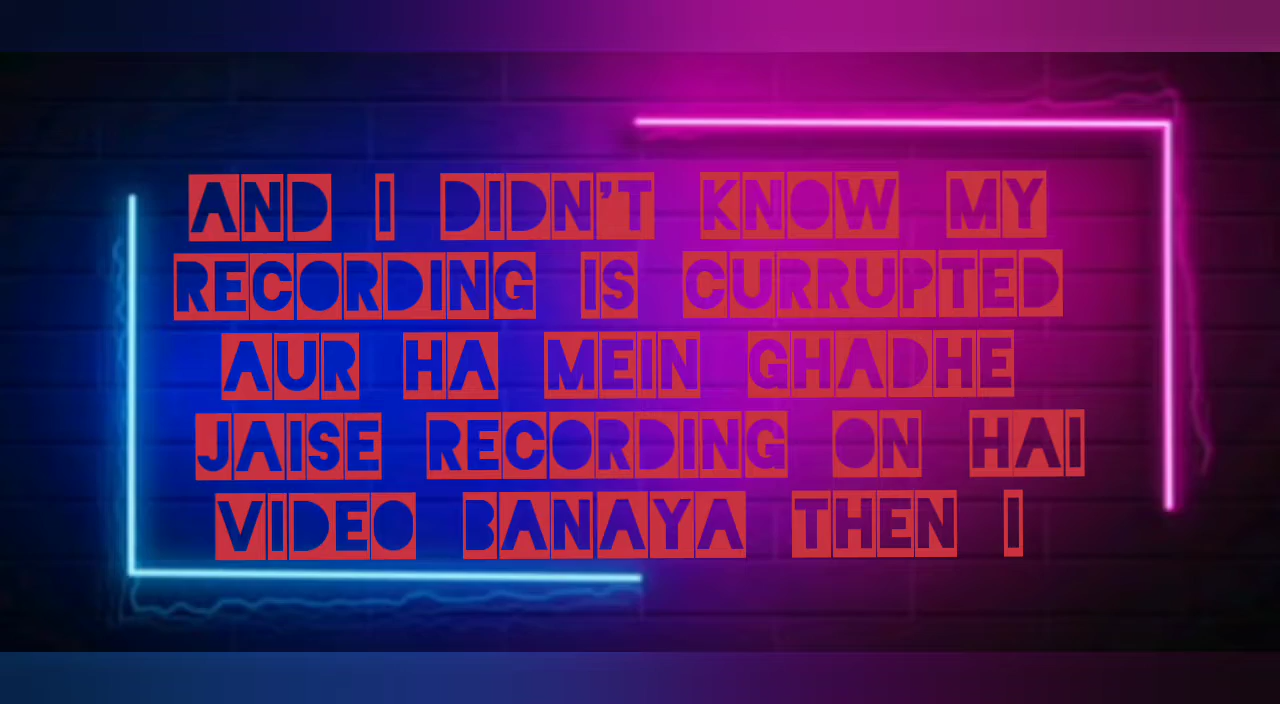 AND I DIDN'T KNOW MY
RECORDING IS CURRUPTED
AUR HA MEIN GHADHE
JAISE RECORDING ON HAI
VIDEO BANAYA THEN I